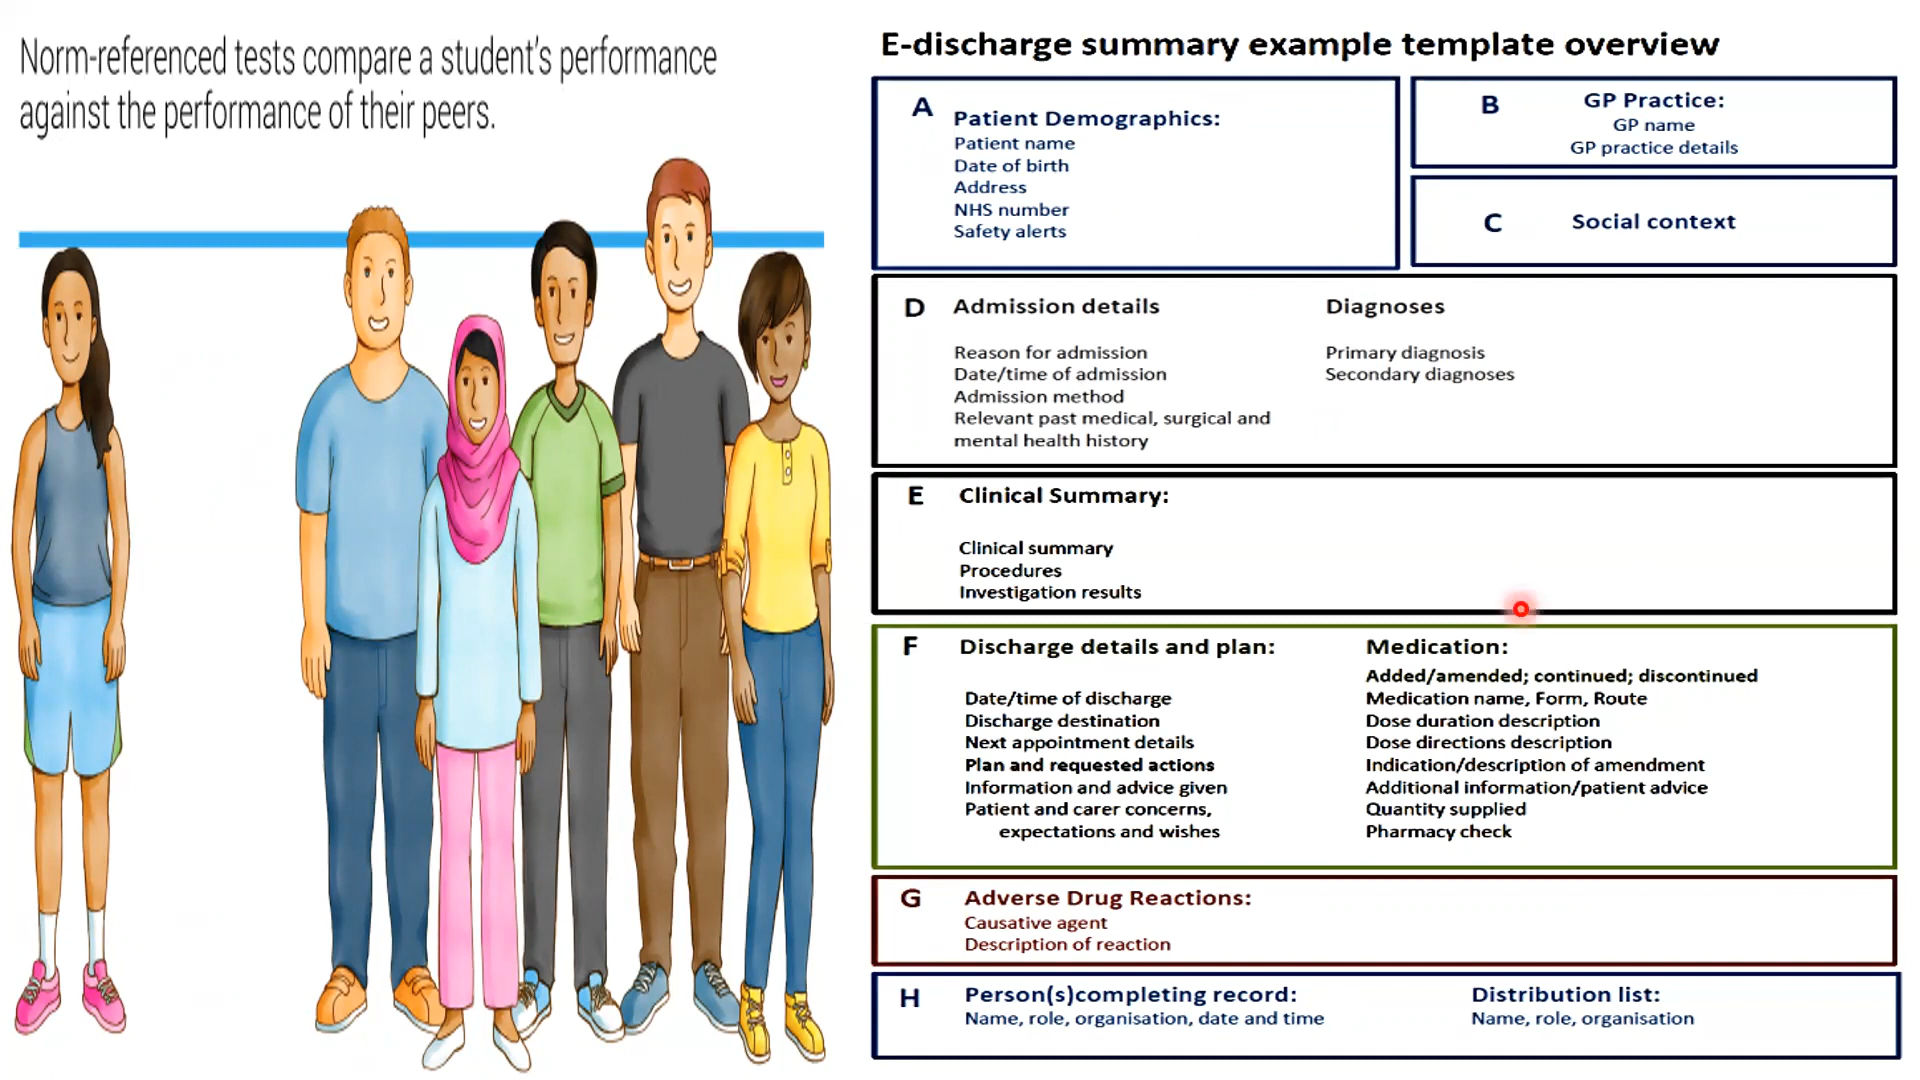 Norm-referenced tests compare a student's performance
against the performance of their peers.
E-discharge summary example template overview
A
Patient Demographics:
Patient name
Date of birth
Address
NHS number
Safety alerts
B
GP Practice:
GP name
GP practice details
C
Social context
D
Admission details
Reason for admission
Date/time of admission
Admission method
Relevant past medical, surgical and
mental health history
Diagnoses
Primary diagnosis
Secondary diagnoses
E
Clinical Summary:
Clinical summary
Procedures
Investigation results
F
Discharge details and plan:
Date/time of discharge
Discharge destination
Next appointment details
Plan and requested actions
Information and advice given
Patient and carer concerns,
expectations and wishes
Medication:
Added/amended; continued; discontinued
Medication name, Form, Route
Dose duration description
Dose directions description
Indication/description of amendment
Additional information/patient advice
Quantity supplied
Pharmacy check
G
Adverse Drug Reactions:
Causative agent
Description of reaction
H
Person(s)completing record:
Name, role, organisation, date and time
Distribution list:
Name, role, organisation